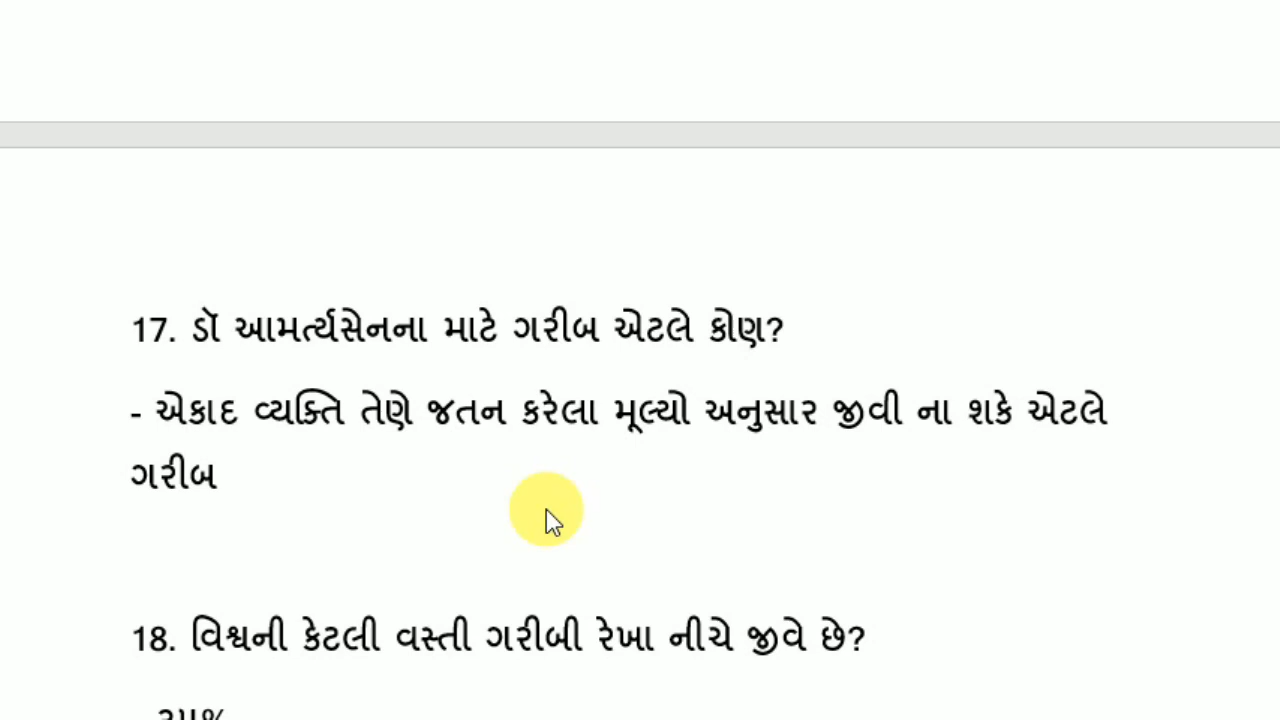 17. ડૉ આમર્ત્યસેનના માટે ગરીબ એટલે કોણ?
- એકાદ વ્યક્તિ તેણે જતન કરેલા મૂલ્યો અનુસાર જીવી ના શકે એટલે
ગરીબ
18. વિશ્વની કેટલી વસ્તી ગરીબી રેખા નીચે જીવે છે?